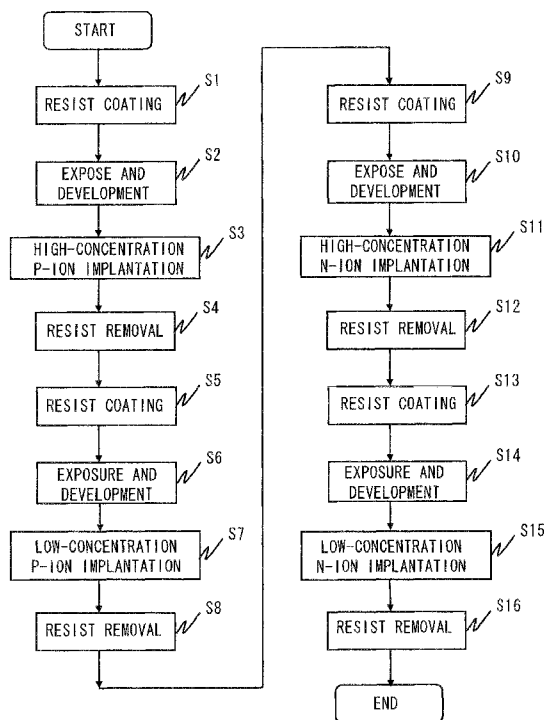 START
S1
RESIST COATING
S2
EXPOSE AND
DEVELOPMENT
S3
HIGH-CONCENTRATION
P-ION IMPLANTATION
S4
RESIST REMOVAL
S5
RESIST COATING
S6
EXPOSURE AND
DEVELOPMENT
S7
LOW-CONCENTRATION
P-ION IMPLANTATION
S8
RESIST REMOVAL
S9
RESIST COATING
S10
EXPOSE AND
DEVELOPMENT
S11
HIGH-CONCENTRATION
N-ION IMPLANTATION
S12
RESIST REMOVAL
S13
RESIST COATING
S14
EXPOSURE AND
DEVELOPMENT
S15
LOW-CONCENTRATION
N-ION IMPLANTATION
S16
RESIST REMOVAL
END